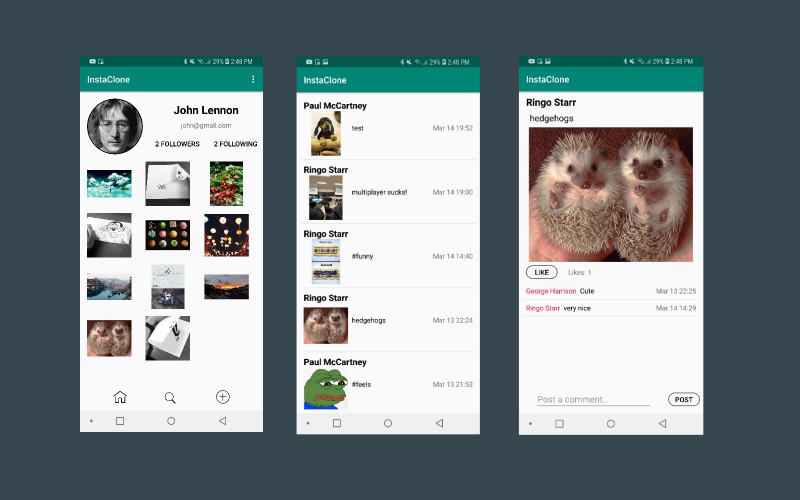 29% 2:48 PM
InstaClone
John Lennon
john@gmail.com
2 FOLLOWERS 2 FOLLOWING
29% 2:48 PM
InstaClone
Paul McCartney
test Mar 14 19:52
Ringo Starr
multiplayer sucks! Mar 14 19:00
Ringo Starr
#funny Mar 14 14:40
Ringo Starr
hedgehogs Mar 13 22:24
Paul McCartney
#feels Mar 13 21:53
29% 2:48 PM
InstaClone
Ringo Starr
hedgehogs
LIKE Likes: 1
George Harrison Cute Mar 13 22:25
Ringo Starr very nice Mar 14 14:29
Post a comment.. POST